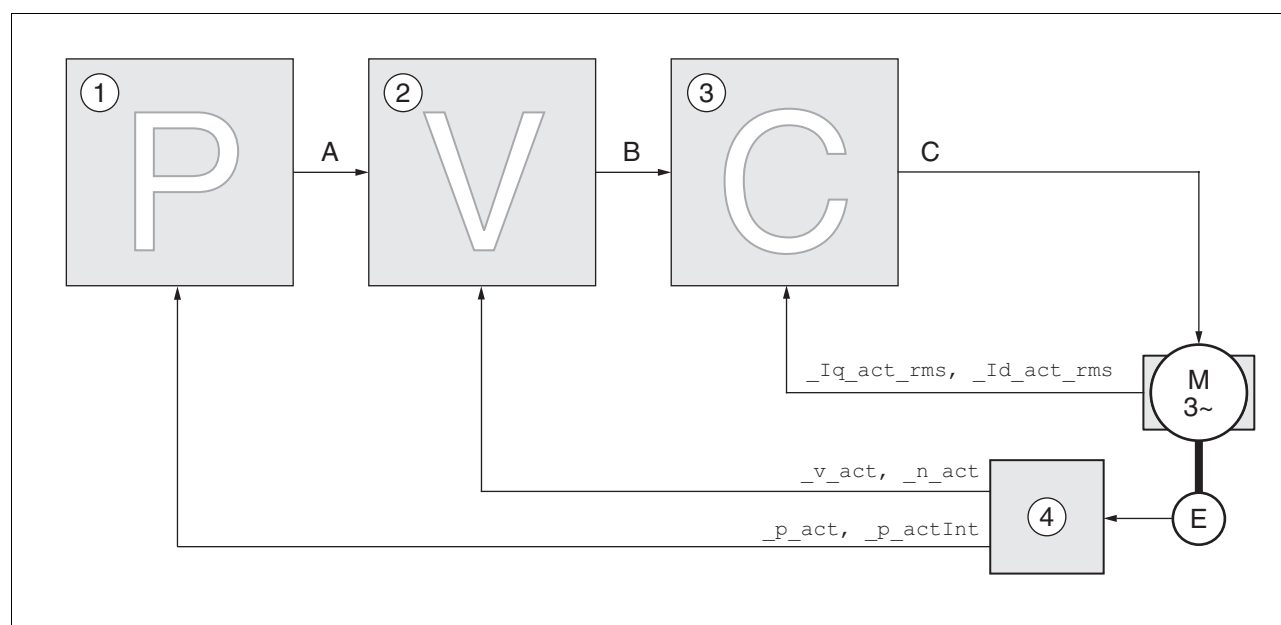 1
2
3
P
V
C
A
B
C
_Iq_act_rms, _Id_act_rms
M
3~
_v_act, _n_act
4
E
_p_act, _p_actInt